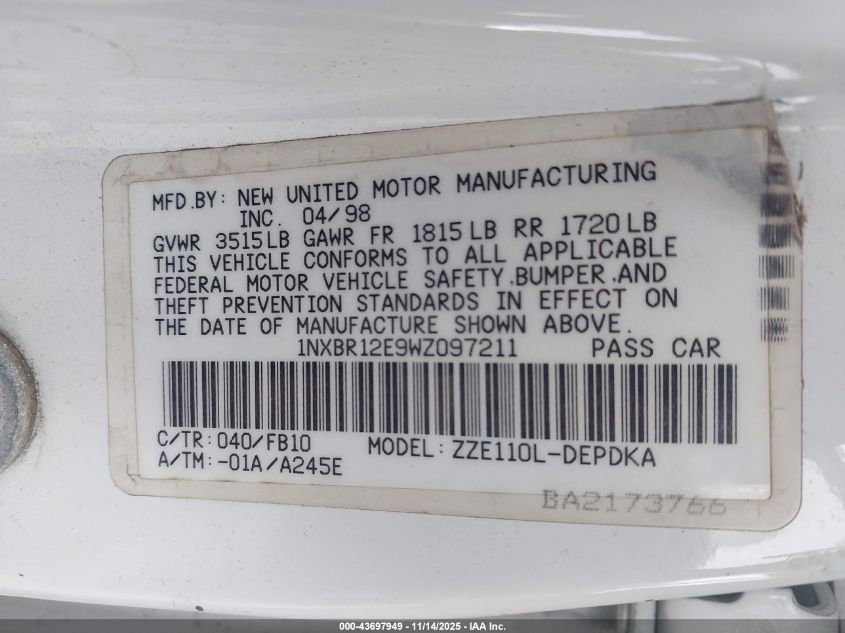 MFD.BY: NEW UNITED MOTOR MANUFACTURING
INC. 04/98
GVWR 3515LB GAWR FR 1815LB RR 1720LB
THIS VEHICLE CONFORMS TO ALL APPLICABLE
FEDERAL MOTOR VEHICLE SAFETY,BUMPER,AND
THEFT PREVENTION STANDARDS IN EFFECT ON
THE DATE OF MANUFACTURE SHOWN ABOVE.
1NXBR12E9WZ097211 PASS CAR
C/TR: 040/FB10 MODEL: ZZE110L-DEPDKA
A/TM: -01A/A245E
BA2173766
000-43697949 | 11/14/2025 - IAA Inc.